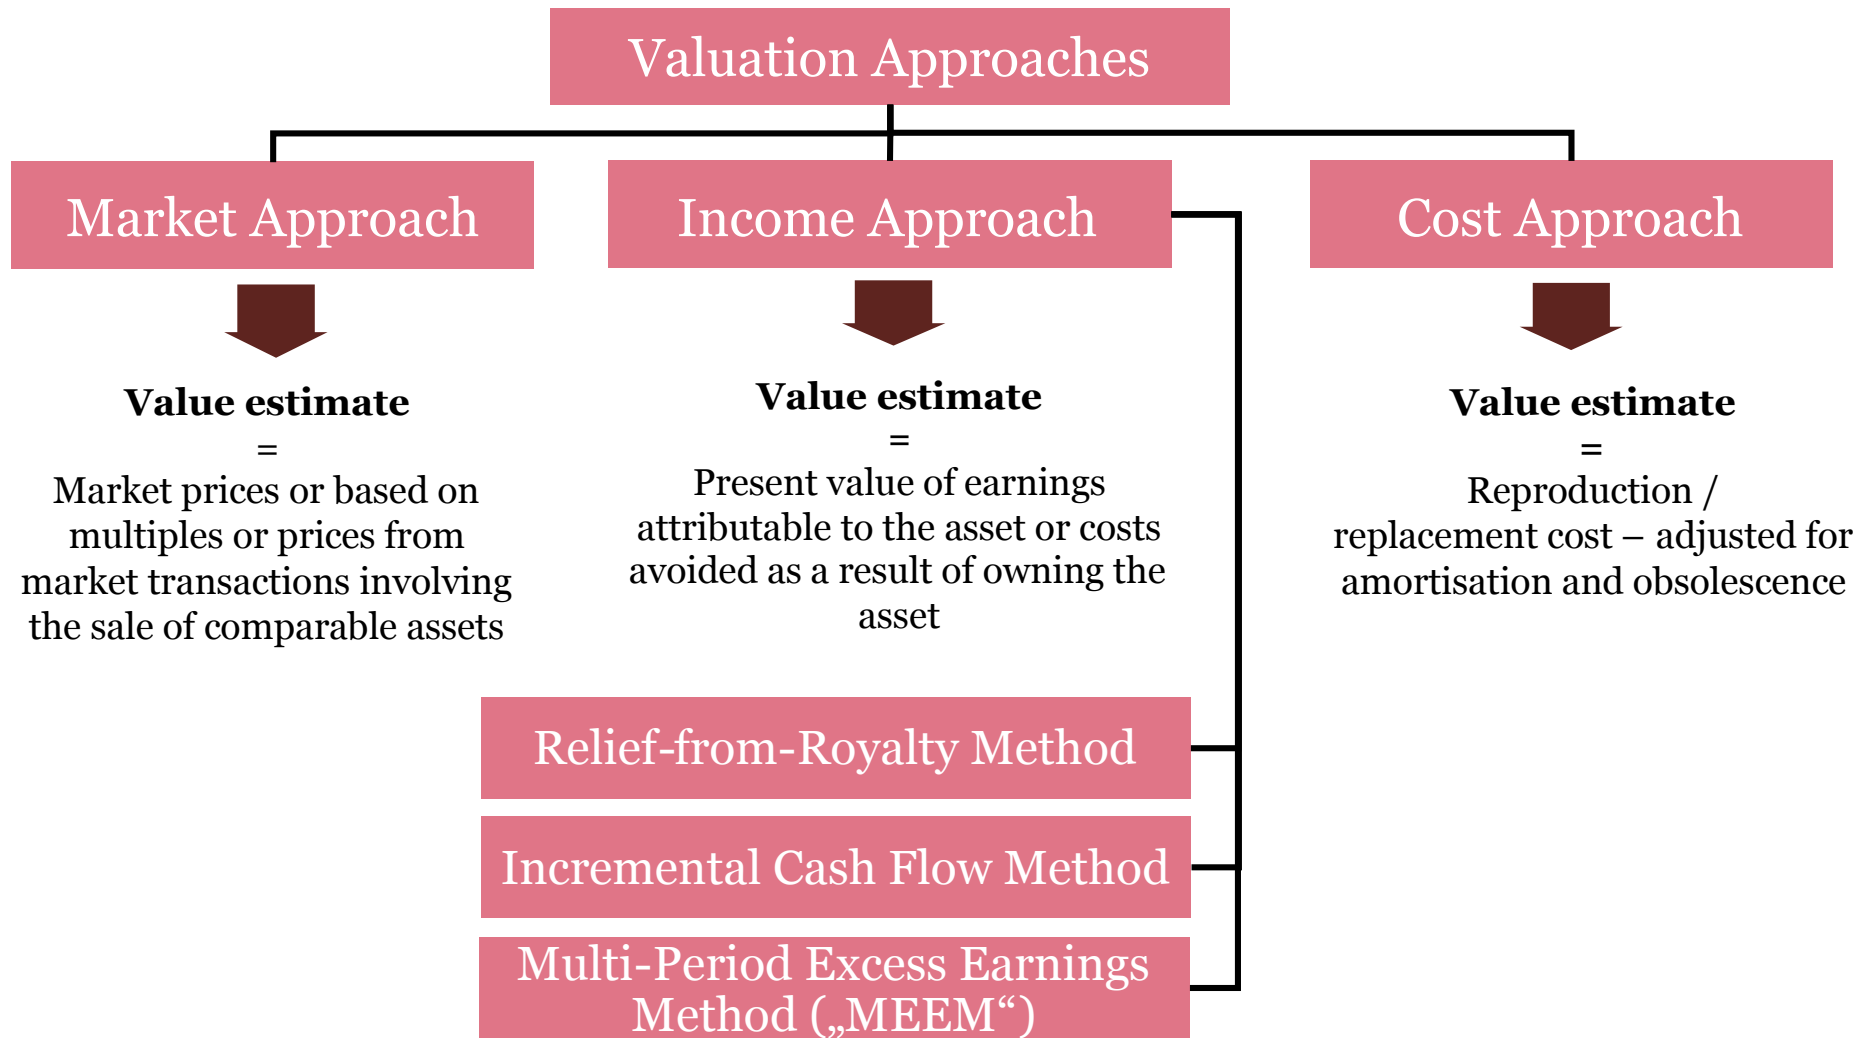 Valuation Approaches
Market Approach
Income Approach
Cost Approach
Value estimate
=
Market prices or based on
multiples or prices from
market transactions involving
the sale of comparable assets
Value estimate
=
Present value of earnings
attributable to the asset or costs
avoided as a result of owning the
asset
Value estimate
=
Reproduction /
replacement cost – adjusted for
amortisation and obsolescence
Relief-from-Royalty Method
Incremental Cash Flow Method
Multi-Period Excess Earnings
Method („MEEM“)